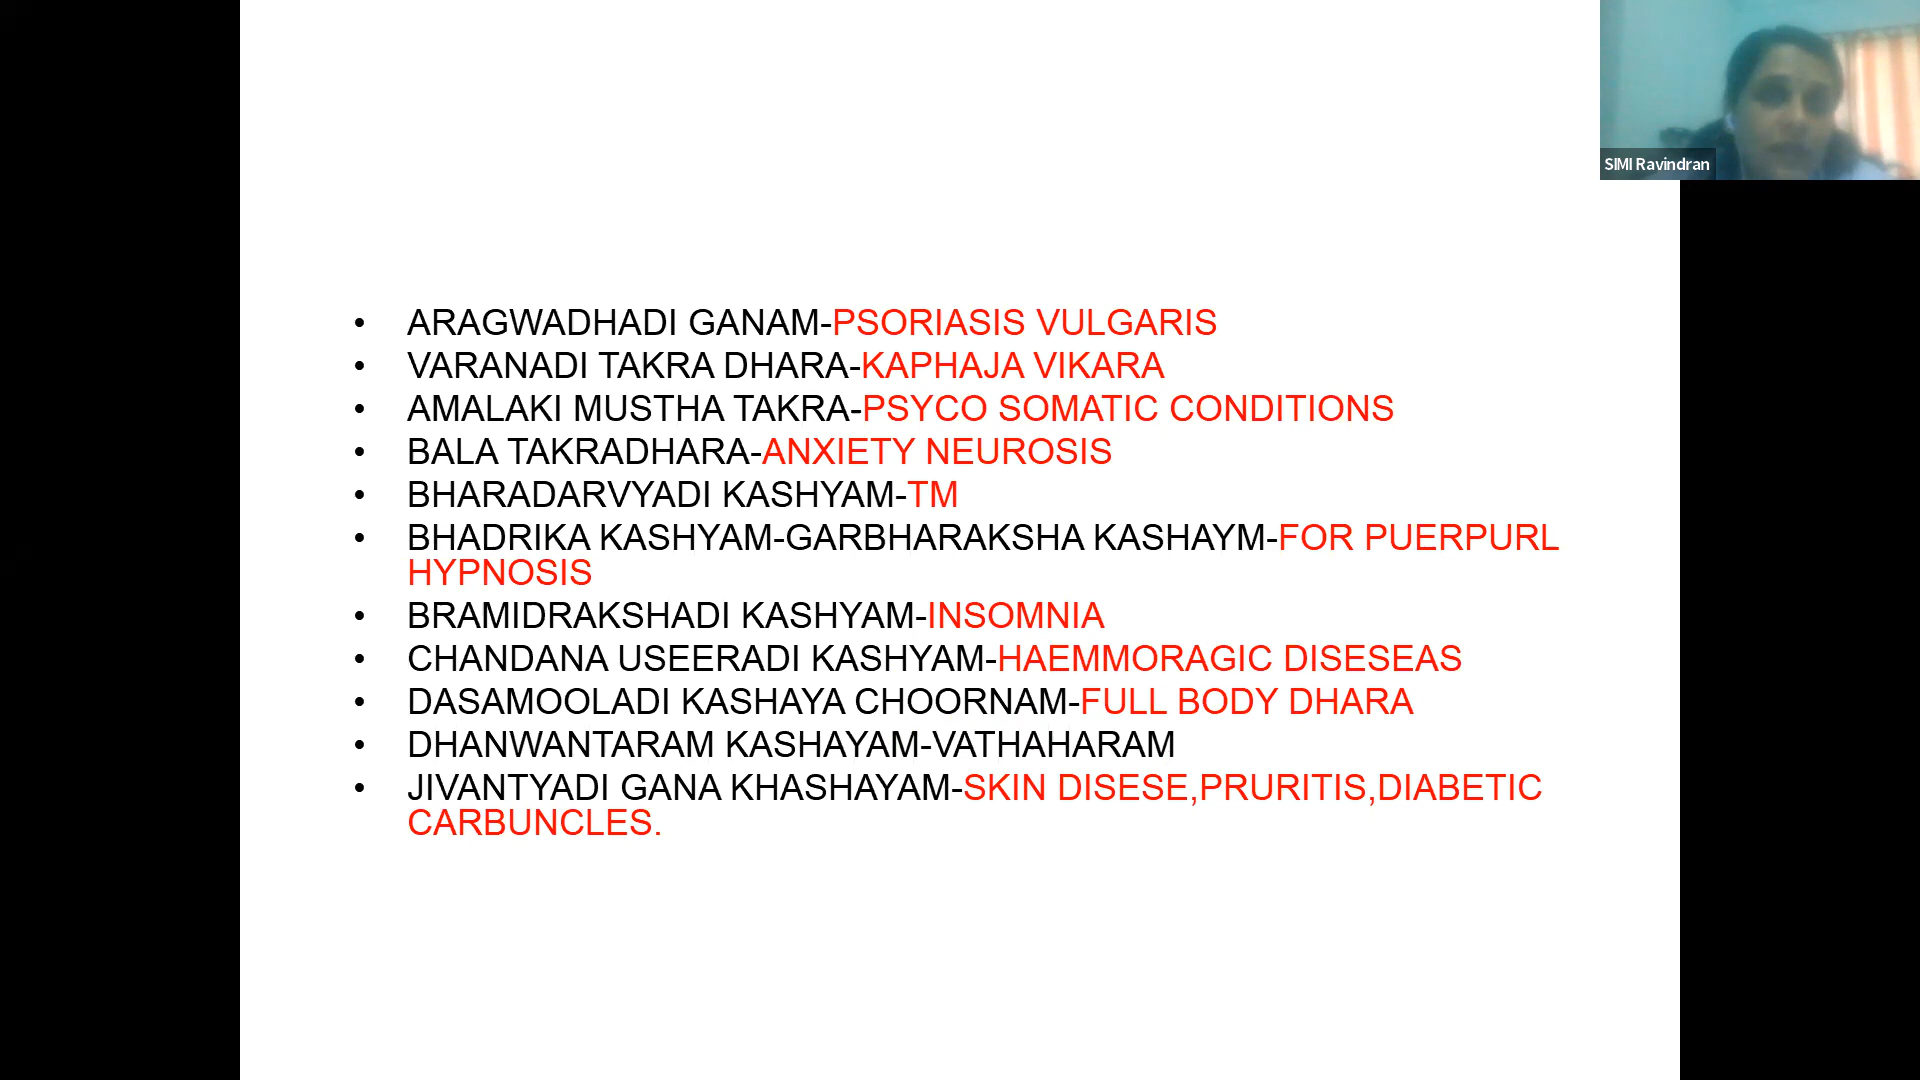 SIMI Ravindran
• ARAGWADHADI GANAM-PSORIASIS VULGARIS
• VARANADI TAKRA DHARA-KAPHAJA VIKARA
• AMALAKI MUSTHA TAKRA-PSYCO SOMATIC CONDITIONS
• BALA TAKRADHARA-ANXIETY NEUROSIS
• BHARADARVYADI KASHYAM-TM
• BHADRIKA KASHYAM-GARBHARAKSHA KASHAYM-FOR PUERPURL
HYPNOSIS
• BRAMIDRAKSHADI KASHYAM-INSOMNIA
• CHANDANA USEERADI KASHYAM-HAEMMORAGIC DISESEAS
• DASAMOOLADI KASHAYA CHOORNAM-FULL BODY DHARA
• DHANWANTARAM KASHAYAM-VATHAHARAM
• JIVANTYADI GANA KHASHAYAM-SKIN DISESE,PRURITIS,DIABETIC
CARBUNCLES.